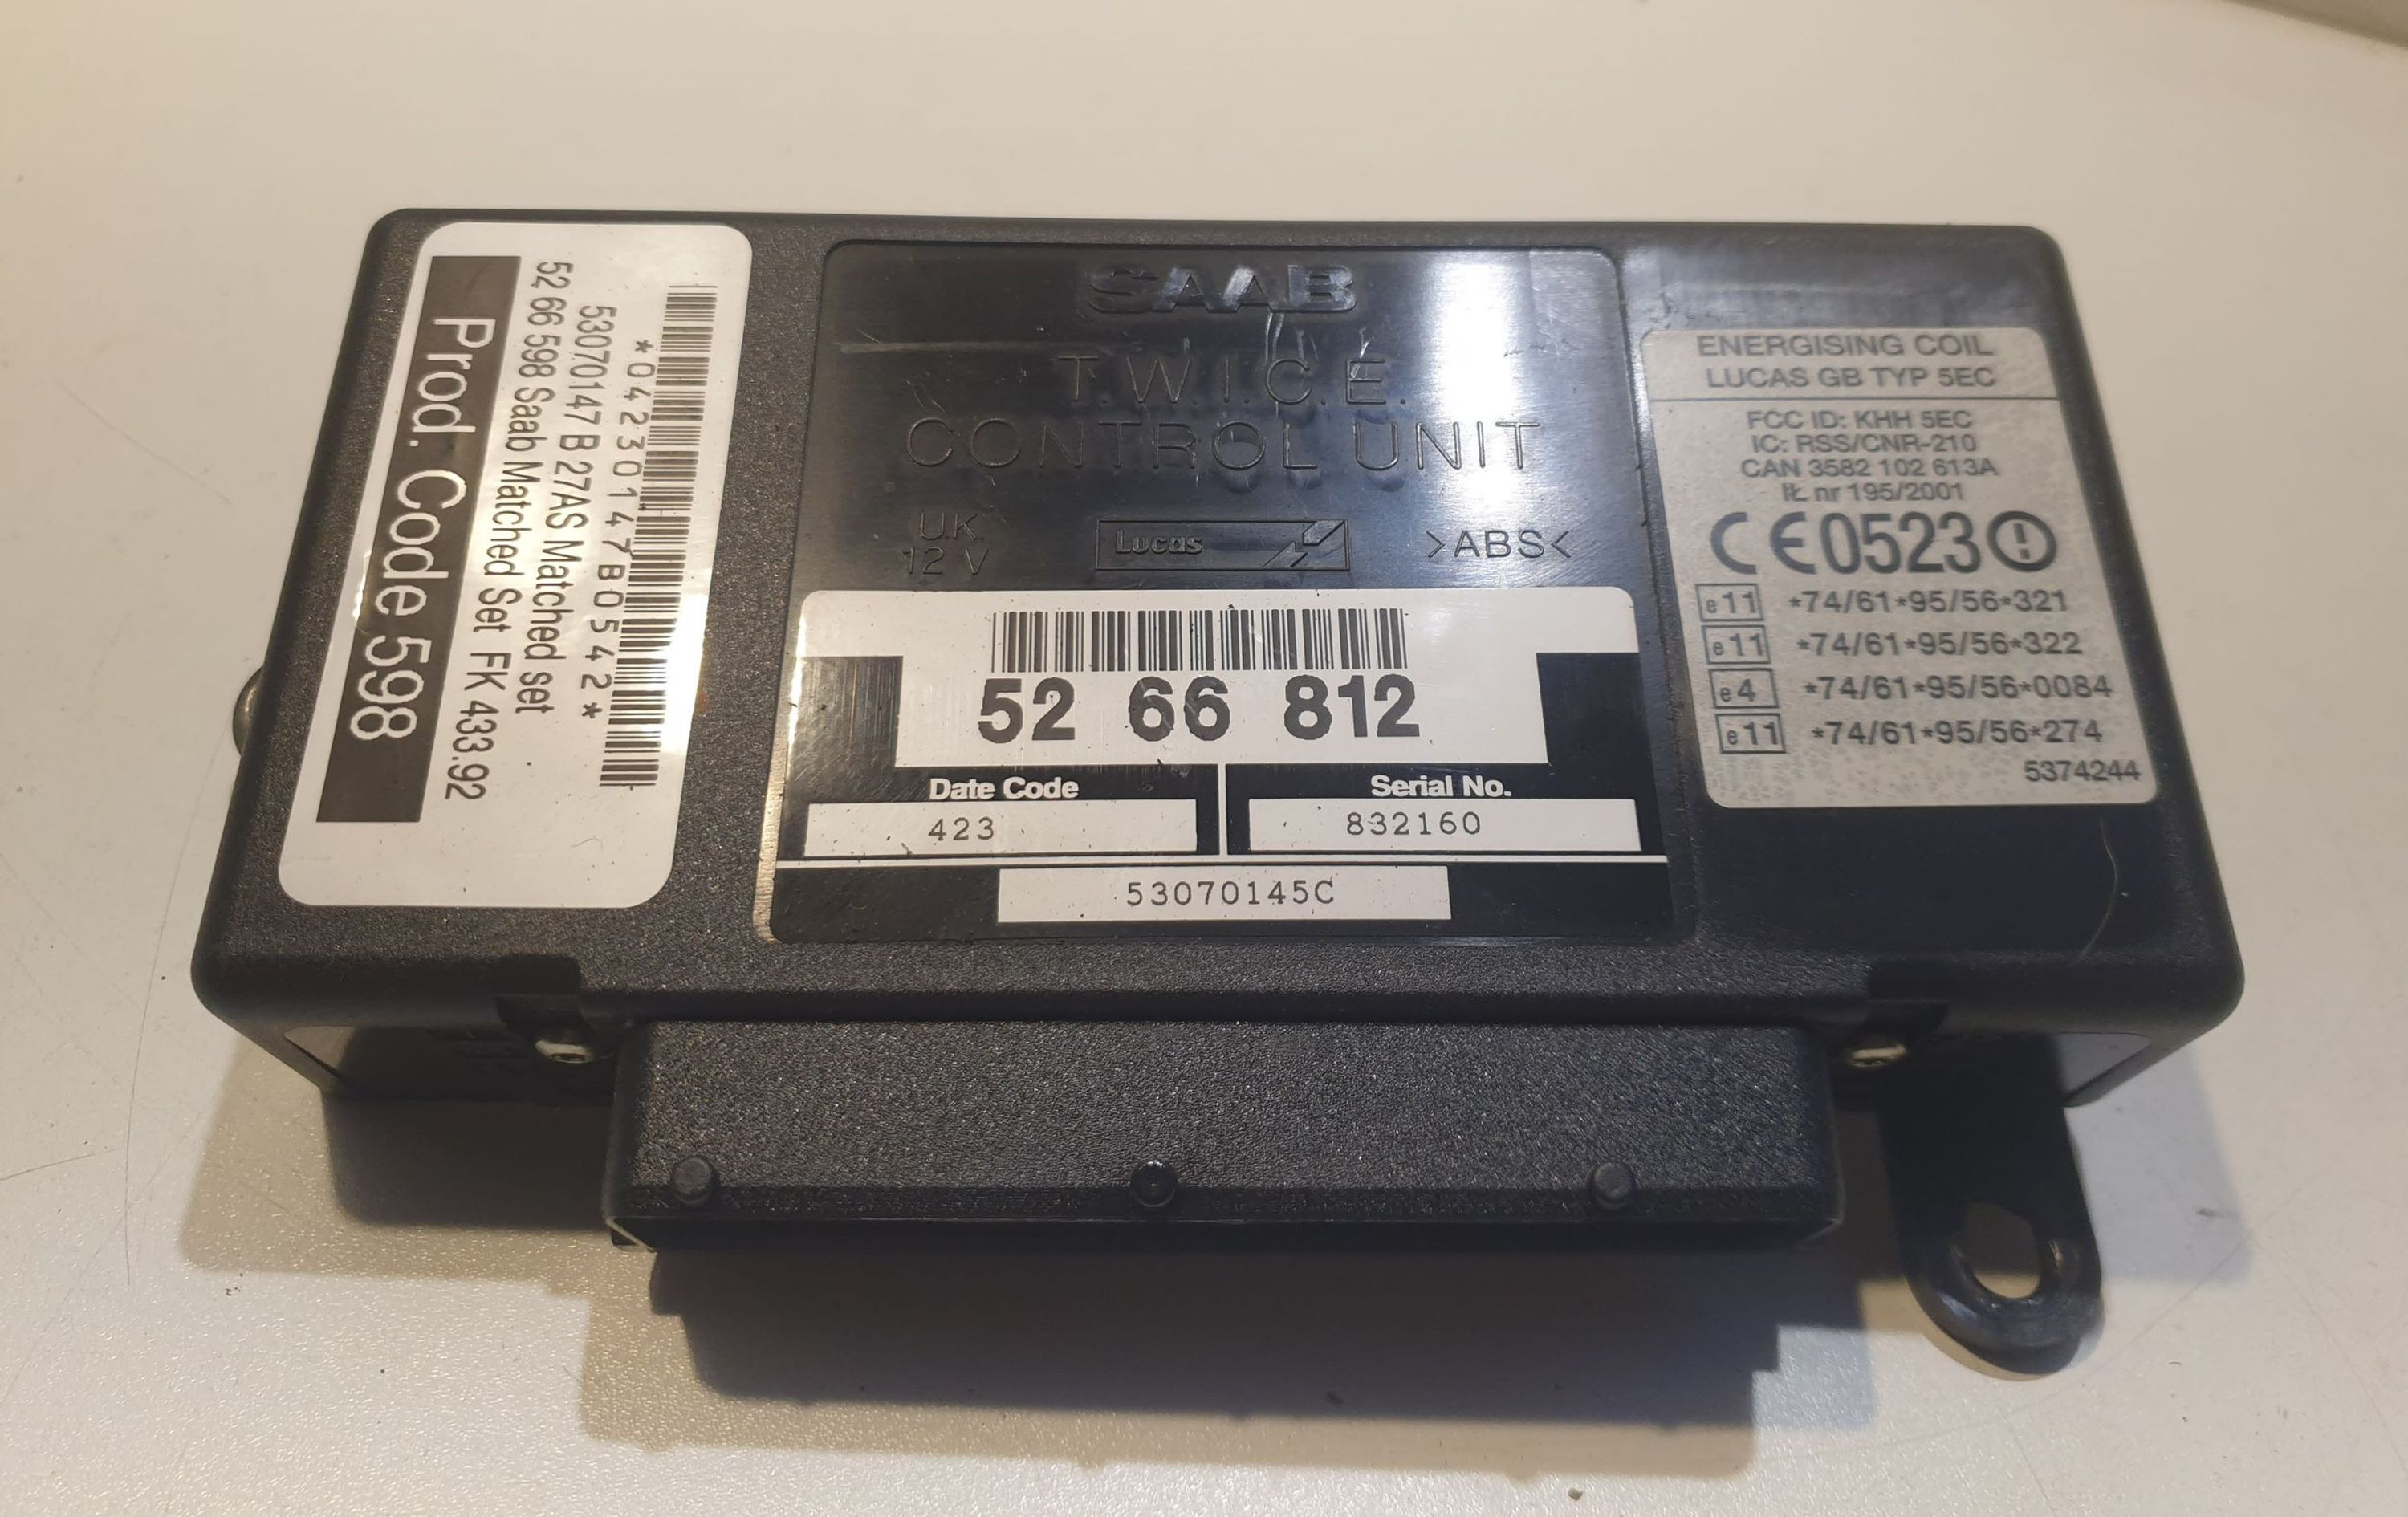 Prod. Code 598
52 66 598 Saab Matched Set FK 433.92
53070147 B 27AS Matched set
*04230147B00542*
SAAB
T.W.I.C.E.
CONTROL UNIT
U.K.
12 V
Lucas
>ABS<
52 66 812
Date Code
Serial No.
423
832160
53070145C
ENERGISING COIL
LUCAS GB TYP 5EC
FCC ID: KHH 5EC
IC: RSS/CNR-210
CAN 3582 102 613A
IŁ nr 195/2001
CE0523
e11 *74/61*95/56*321
e11 *74/61*95/56*322
e4 *74/61*95/56*0084
e11 *74/61*95/56*274
5374244